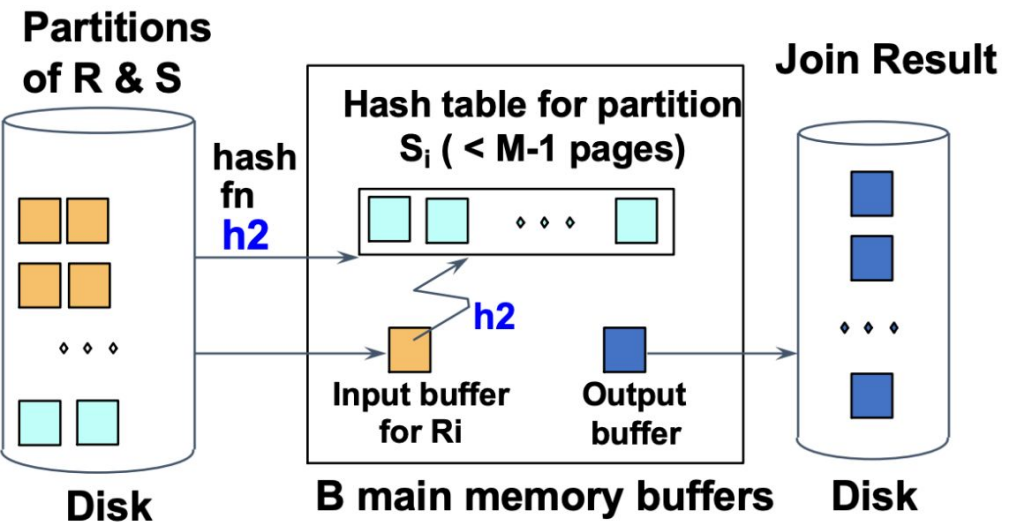 Partitions
of R & S
Join Result
Hash table for partition
Si ( < M-1 pages)
hash
fn
h2
h2
Input buffer
for Ri
Output
buffer
Disk
B main memory buffers
Disk